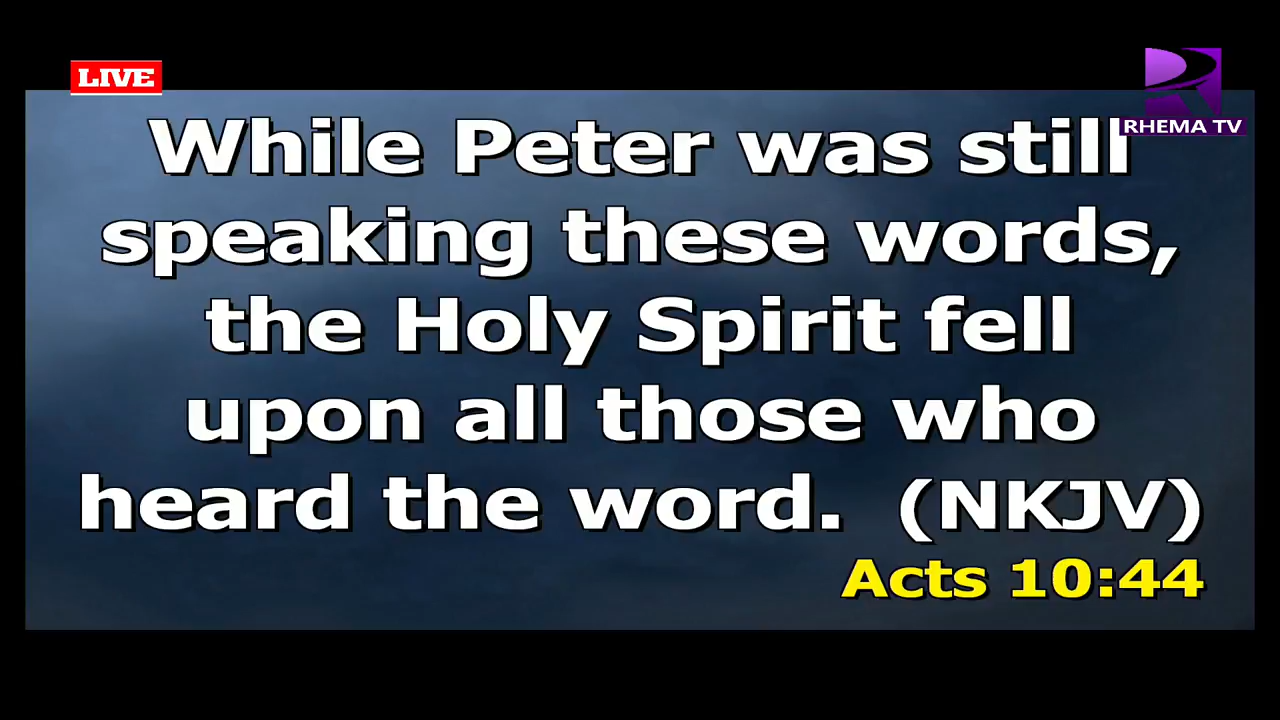 LIVE
RHEMA TV
While Peter was still
speaking these words,
the Holy Spirit fell
upon all those who
heard the word. (NKJV)
Acts 10:44